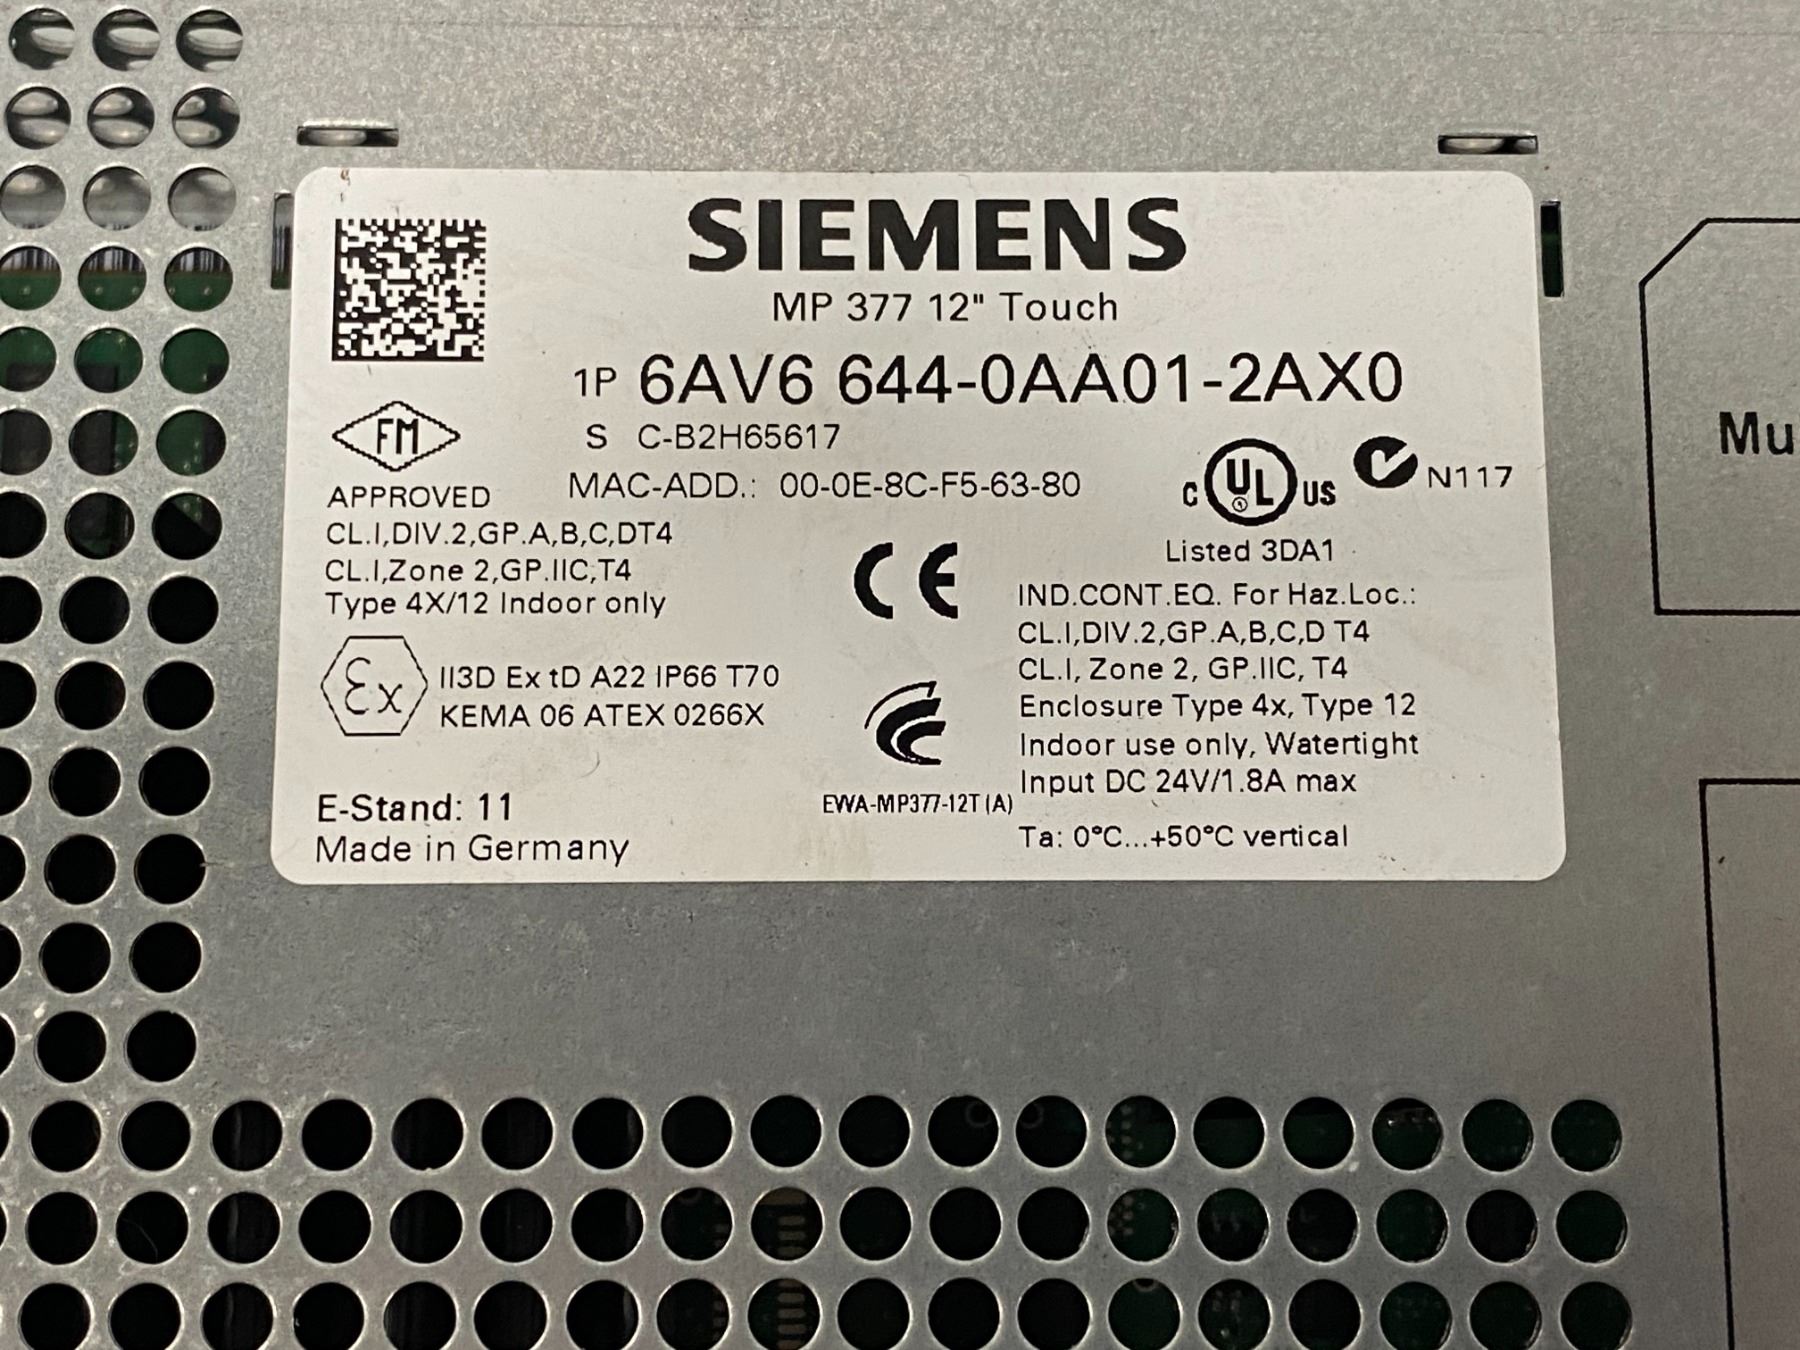 SIEMENS
MP 377 12" Touch
1P 6AV6 644-0AA01-2AX0
S C-B2H65617
MAC-ADD.: 00-0E-8C-F5-63-80
FM
APPROVED
CL.I,DIV.2,GP.A,B,C,DT4
CL.I,Zone 2,GP.IIC,T4
Type 4X/12 Indoor only
Ex
II3D Ex tD A22 IP66 T70
KEMA 06 ATEX 0266X
E-Stand: 11
Made in Germany
CE
EWA-MP377-12T(A)
C UL US
N117
Listed 3DA1
IND.CONT.EQ. For Haz.Loc.:
CL.I,DIV.2,GP.A,B,C,D T4
CL.I, Zone 2, GP.IIC, T4
Enclosure Type 4x, Type 12
Indoor use only, Watertight
Input DC 24V/1.8A max
Ta: 0°C...+50°C vertical
Mu